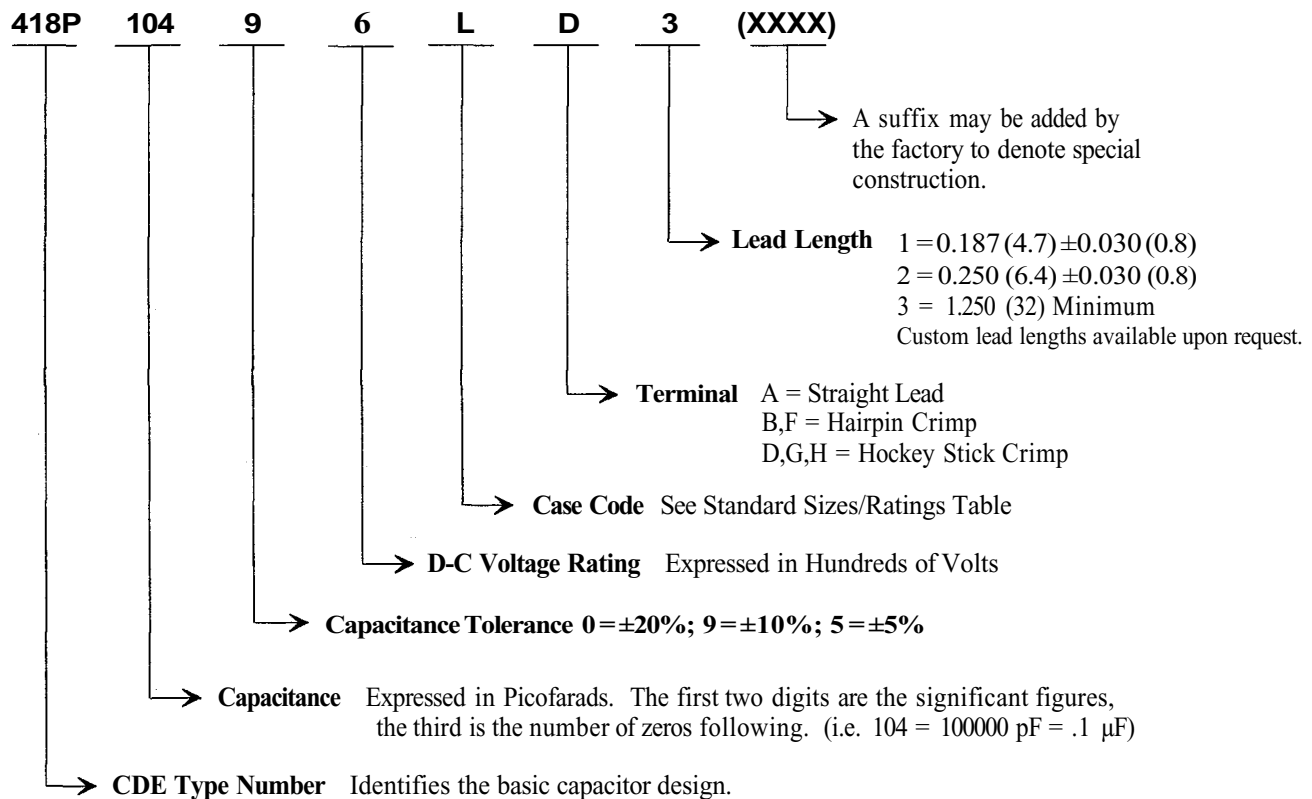 418P 104 9 6 L D 3 (XXXX)
A suffix may be added by
the factory to denote special
construction.
Lead Length 1 = 0.187 (4.7) ±0.030 (0.8)
2 = 0.250 (6.4) ±0.030 (0.8)
3 = 1.250 (32) Minimum
Custom lead lengths available upon request.
Terminal A = Straight Lead
B,F = Hairpin Crimp
D,G,H = Hockey Stick Crimp
Case Code See Standard Sizes/Ratings Table
D-C Voltage Rating Expressed in Hundreds of Volts
Capacitance Tolerance 0 = ±20%; 9 = ±10%; 5 = ±5%
Capacitance Expressed in Picofarads. The first two digits are the significant figures,
the third is the number of zeros following. (i.e. 104 = 100000 pF = .1 µF)
CDE Type Number Identifies the basic capacitor design.